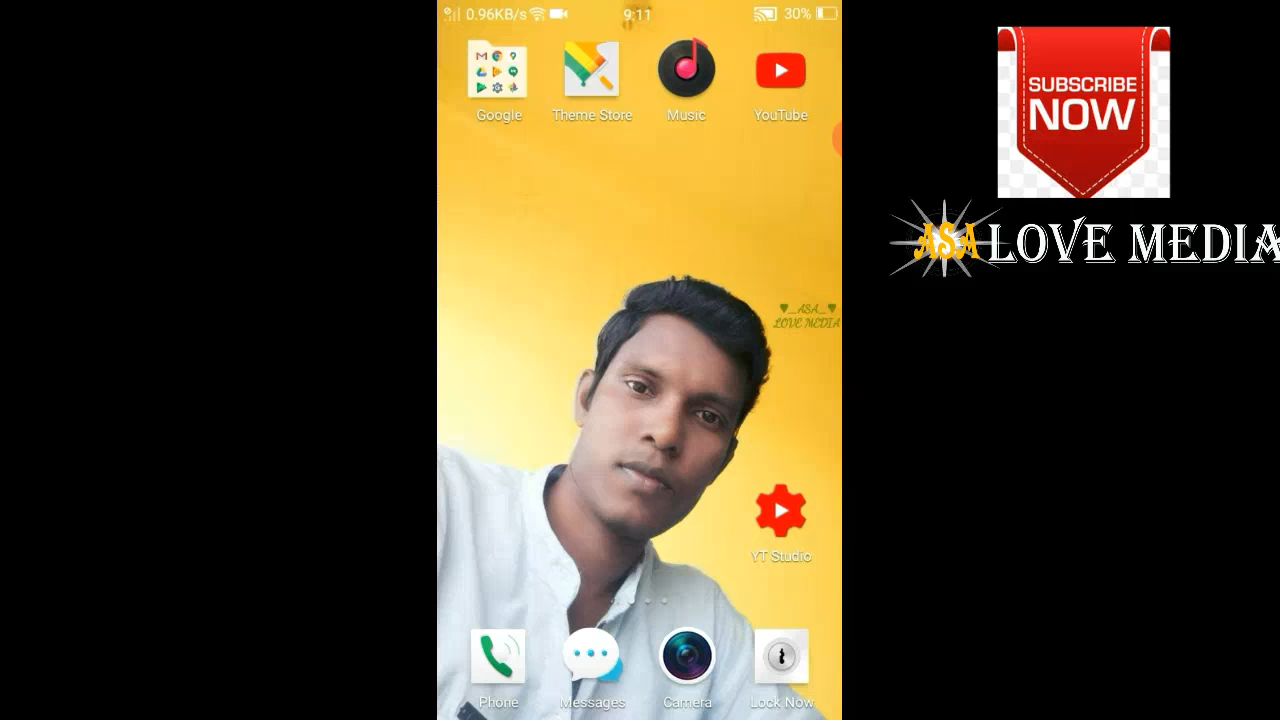 0.96KB/s
9:11
30%
Google
Theme Store
Music
YouTube
SUBSCRIBE
NOW
ASA LOVE MEDIA
♥_ASA_♥
LOVE MEDIA
YT Studio
Phone
Messages
Camera
Lock Now